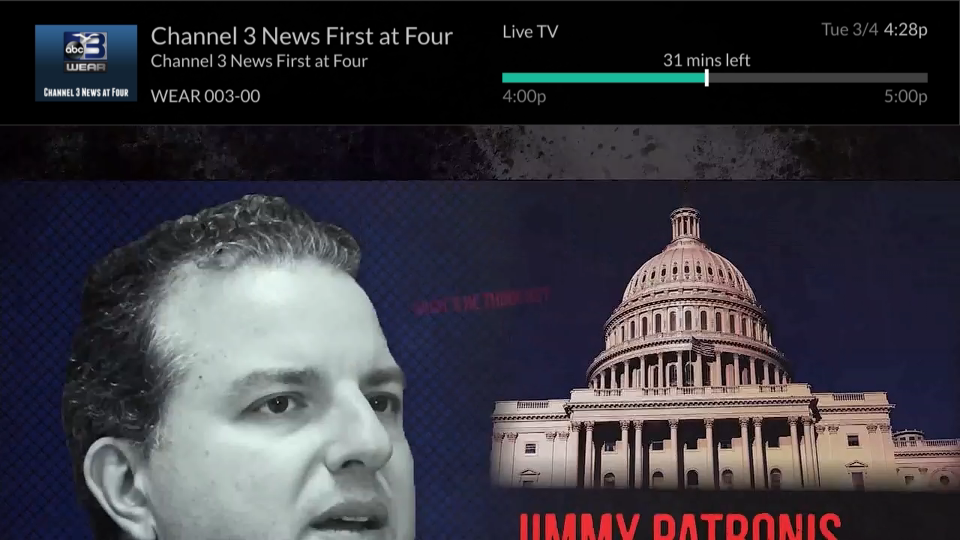 abc 3
WEAR
CHANNEL 3 NEWS AT FOUR
Channel 3 News First at Four
Channel 3 News First at Four
WEAR 003-00
Live TV
Tue 3/4 4:28p
31 mins left
4:00p
5:00p
JIMMY PATRONIS